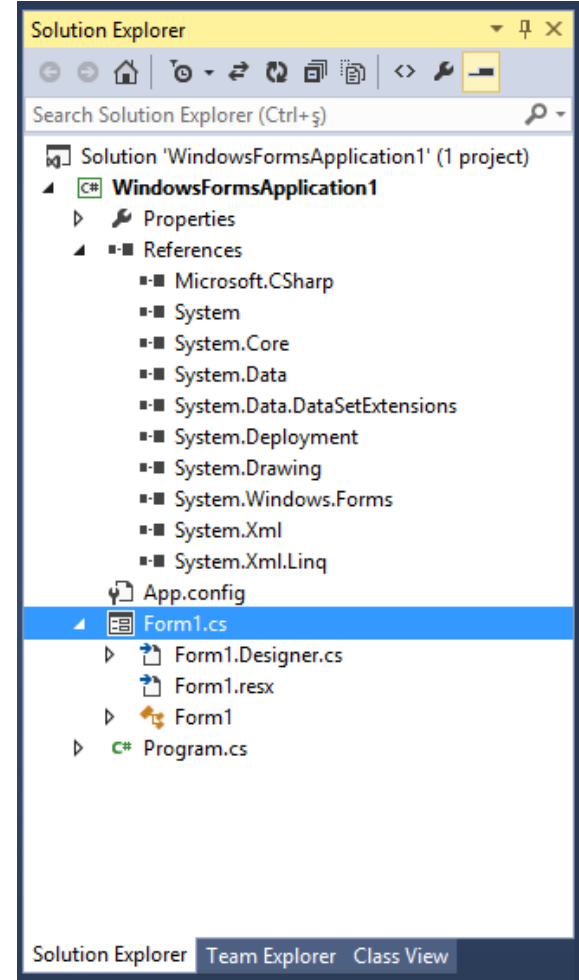 Solution Explorer
Search Solution Explorer (Ctrl+ş)
Solution 'WindowsFormsApplication1' (1 project)
C# WindowsFormsApplication1
Properties
References
Microsoft.CSharp
System
System.Core
System.Data
System.Data.DataSetExtensions
System.Deployment
System.Drawing
System.Windows.Forms
System.Xml
System.Xml.Linq
App.config
Form1.cs
Form1.Designer.cs
Form1.resx
Form1
C# Program.cs
Solution Explorer Team Explorer Class View